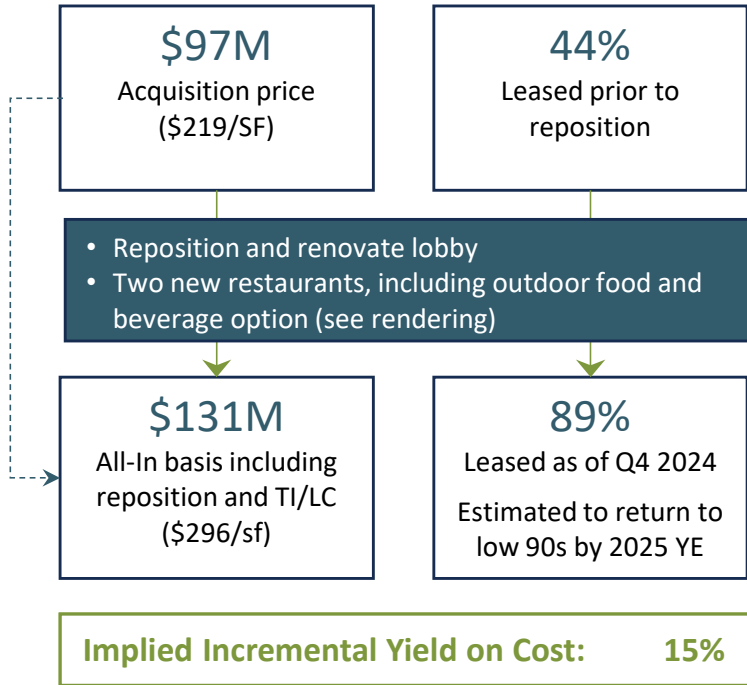 $97M
Acquisition price
($219/SF)
44%
Leased prior to
reposition
• Reposition and renovate lobby
• Two new restaurants, including outdoor food and
beverage option (see rendering)
$131M
All-In basis including
reposition and TI/LC
($296/sf)
89%
Leased as of Q4 2024
Estimated to return to
low 90s by 2025 YE
Implied Incremental Yield on Cost: 15%